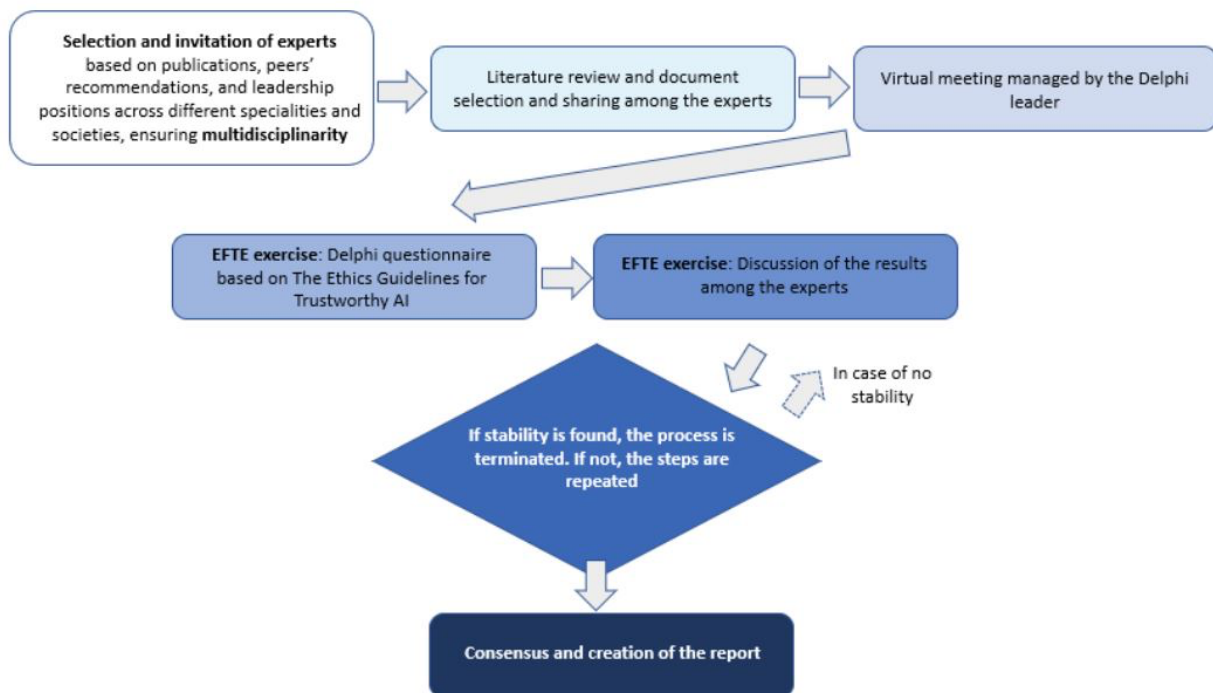 Selection and invitation of experts
based on publications, peers'
recommendations, and leadership
positions across different specialities and
societies, ensuring multidisciplinarity
Literature review and document
selection and sharing among the experts
Virtual meeting managed by the Delphi
leader
EFTE exercise: Delphi questionnaire
based on The Ethics Guidelines for
Trustworthy AI
EFTE exercise: Discussion of the results
among the experts
In case of no
stability
If stability is found, the process is
terminated. If not, the steps are
repeated
Consensus and creation of the report